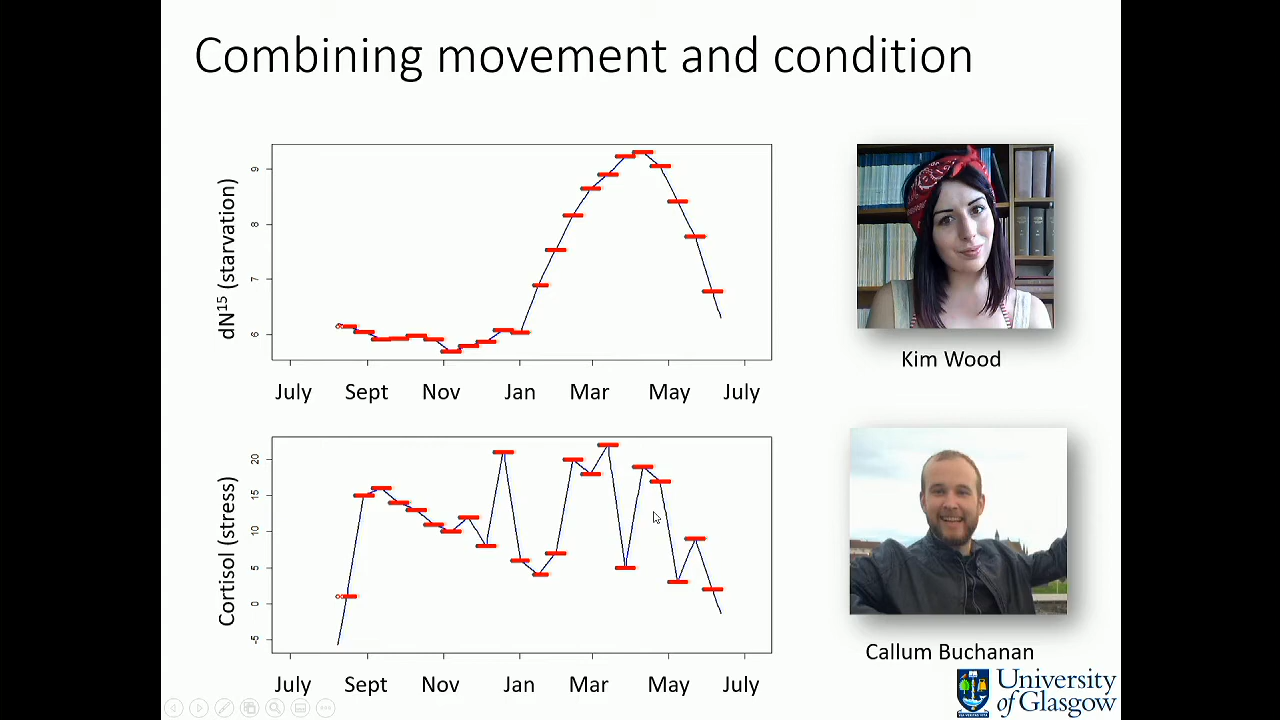 Combining movement and condition
dN15 (starvation)
9
8
7
6
July Sept Nov Jan Mar May July
Kim Wood
Cortisol (stress)
20
15
10
5
0
-5
July Sept Nov Jan Mar May July
Callum Buchanan
University
of Glasgow